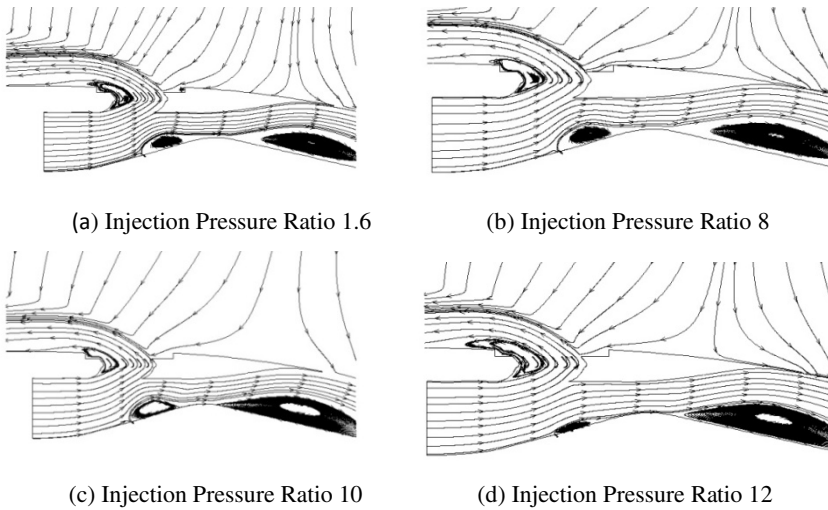 (a) Injection Pressure Ratio 1.6
(b) Injection Pressure Ratio 8
(c) Injection Pressure Ratio 10
(d) Injection Pressure Ratio 12